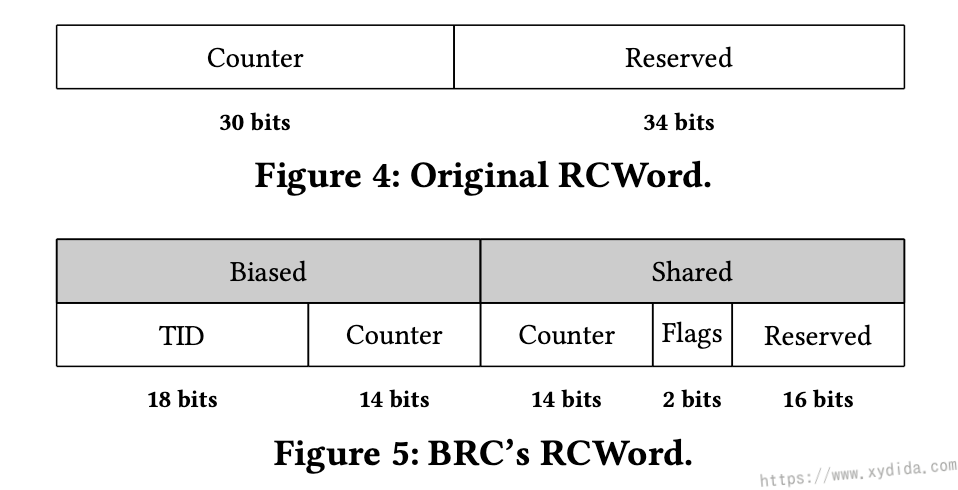 Counter Reserved
30 bits 34 bits
Figure 4: Original RCWord.
Biased Shared
TID Counter Counter Flags Reserved
18 bits 14 bits 14 bits 2 bits 16 bits
Figure 5: BRC’s RCWord.
https://www.xydida.com